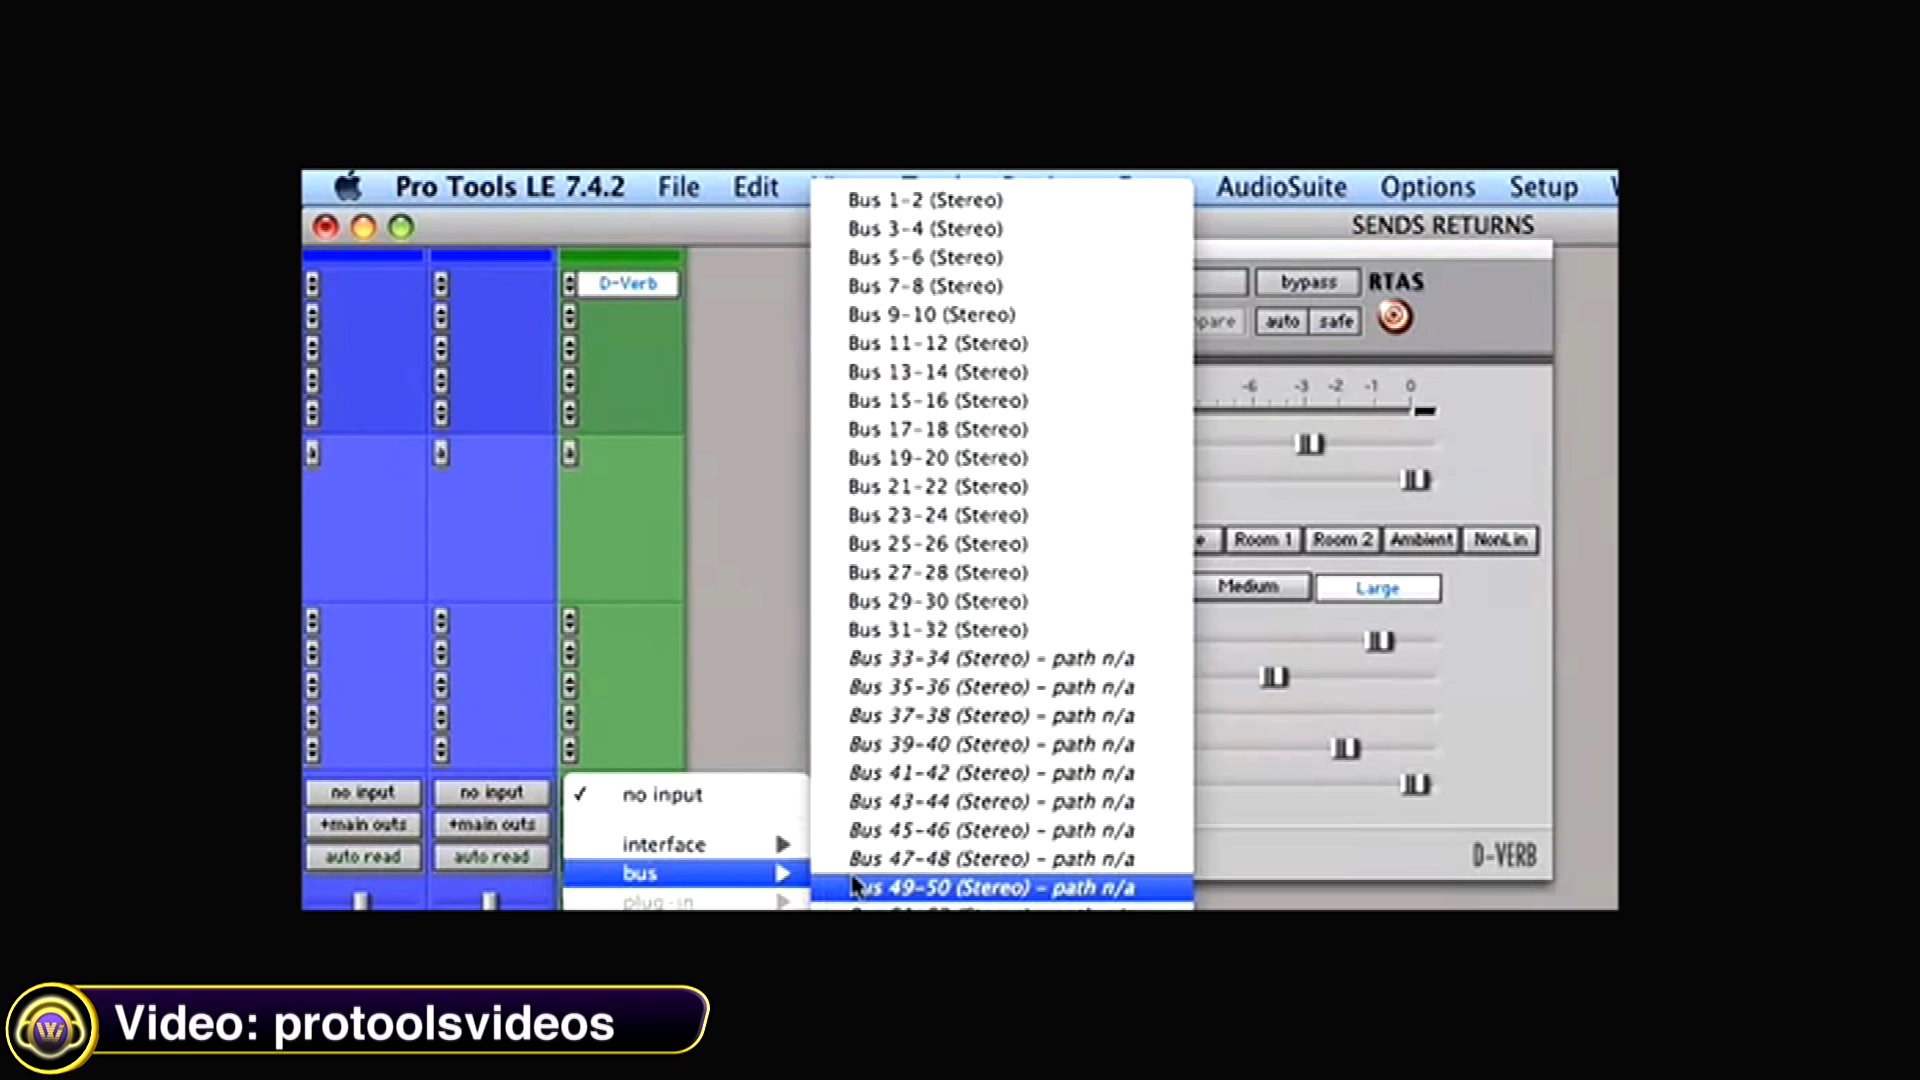 Pro Tools LE 7.4.2 File Edit AudioSuite Options Setup
SENDS RETURNS
D-Verb
bypass RTAS
auto safe
-6 -3 -2 -1 0
Room 1 Room 2 Ambient NonLin
Medium Large
D-VERB
Bus 1-2 (Stereo)
Bus 3-4 (Stereo)
Bus 5-6 (Stereo)
Bus 7-8 (Stereo)
Bus 9-10 (Stereo)
Bus 11-12 (Stereo)
Bus 13-14 (Stereo)
Bus 15-16 (Stereo)
Bus 17-18 (Stereo)
Bus 19-20 (Stereo)
Bus 21-22 (Stereo)
Bus 23-24 (Stereo)
Bus 25-26 (Stereo)
Bus 27-28 (Stereo)
Bus 29-30 (Stereo)
Bus 31-32 (Stereo)
Bus 33-34 (Stereo) - path n/a
Bus 35-36 (Stereo) - path n/a
Bus 37-38 (Stereo) - path n/a
Bus 39-40 (Stereo) - path n/a
Bus 41-42 (Stereo) - path n/a
Bus 43-44 (Stereo) - path n/a
Bus 45-46 (Stereo) - path n/a
Bus 47-48 (Stereo) - path n/a
Bus 49-50 (Stereo) - path n/a
no input no input
+main outs +main outs
auto read auto read
✓ no input
interface
bus
plug-in
Video: protoolsvideos